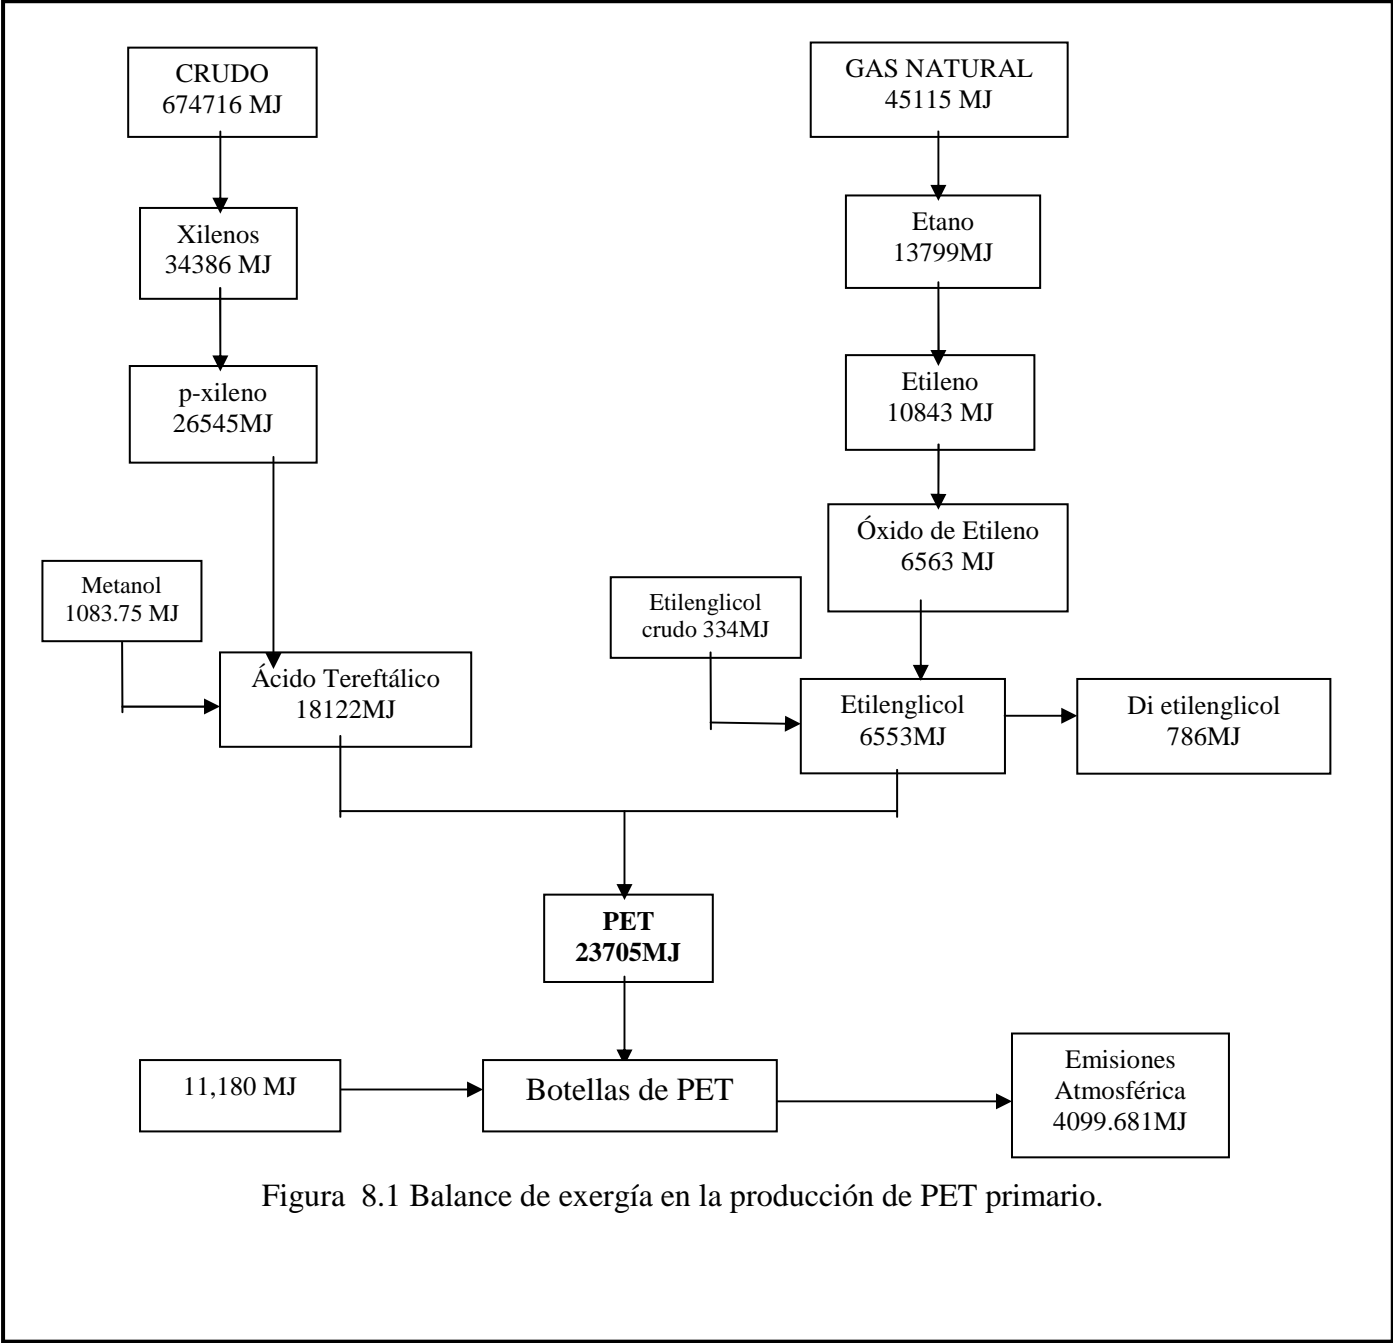 CRUDO
674716 MJ
GAS NATURAL
45115 MJ
Xilenos
34386 MJ
Etano
13799MJ
p-xileno
26545MJ
Etileno
10843 MJ
Óxido de Etileno
6563 MJ
Metanol
1083.75 MJ
Etilenglicol
crudo 334MJ
Ácido Tereftálico
18122MJ
Etilenglicol
6553MJ
Di etilenglicol
786MJ
PET
23705MJ
11,180 MJ
Botellas de PET
Emisiones
Atmosférica
4099.681MJ
Figura 8.1 Balance de exergía en la producción de PET primario.